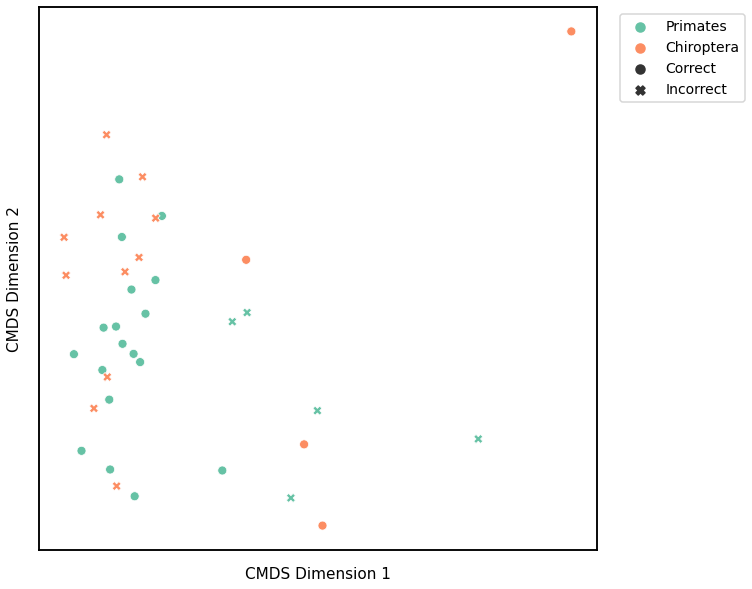 Primates
Chiroptera
Correct
Incorrect
CMDS Dimension 2
CMDS Dimension 1